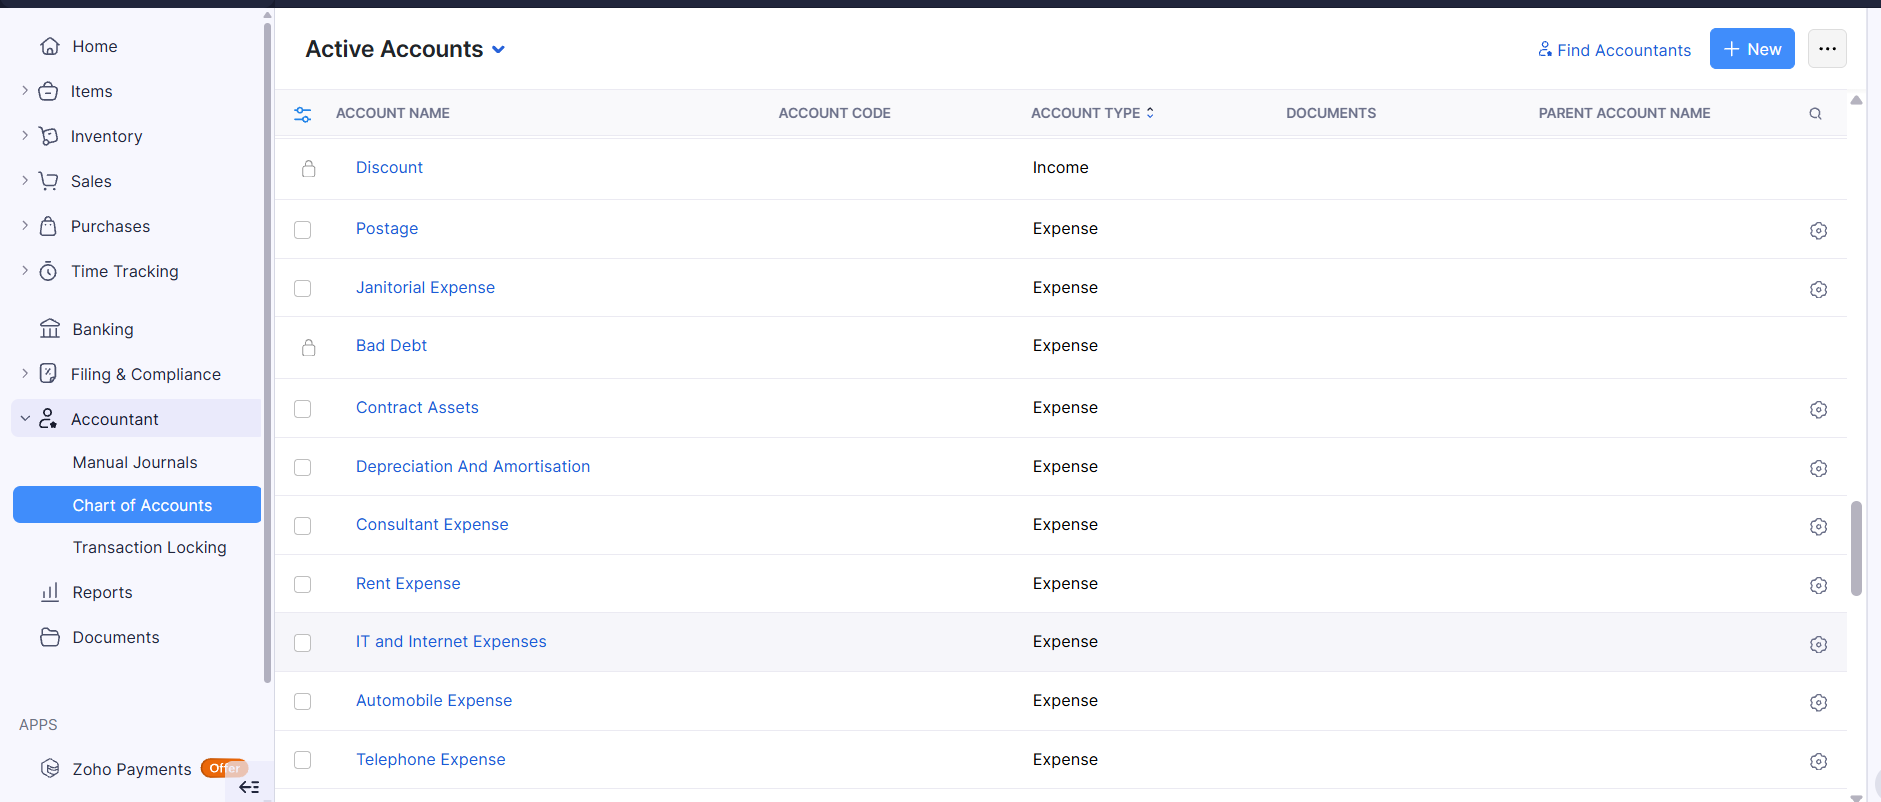 Home
Items
Inventory
Sales
Purchases
Time Tracking
Banking
Filing & Compliance
Accountant
Manual Journals
Chart of Accounts
Transaction Locking
Reports
Documents
APPS
Zoho Payments Offer
Active Accounts
Find Accountants
New
ACCOUNT NAME ACCOUNT CODE ACCOUNT TYPE DOCUMENTS PARENT ACCOUNT NAME
Discount Income
Postage Expense
Janitorial Expense Expense
Bad Debt Expense
Contract Assets Expense
Depreciation And Amortisation Expense
Consultant Expense Expense
Rent Expense Expense
IT and Internet Expenses Expense
Automobile Expense Expense
Telephone Expense Expense